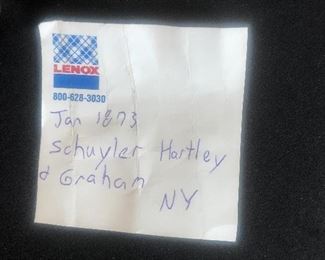 LENOX
800-628-3030
Jan 1873
Schuyler Hartley
& Graham
NY